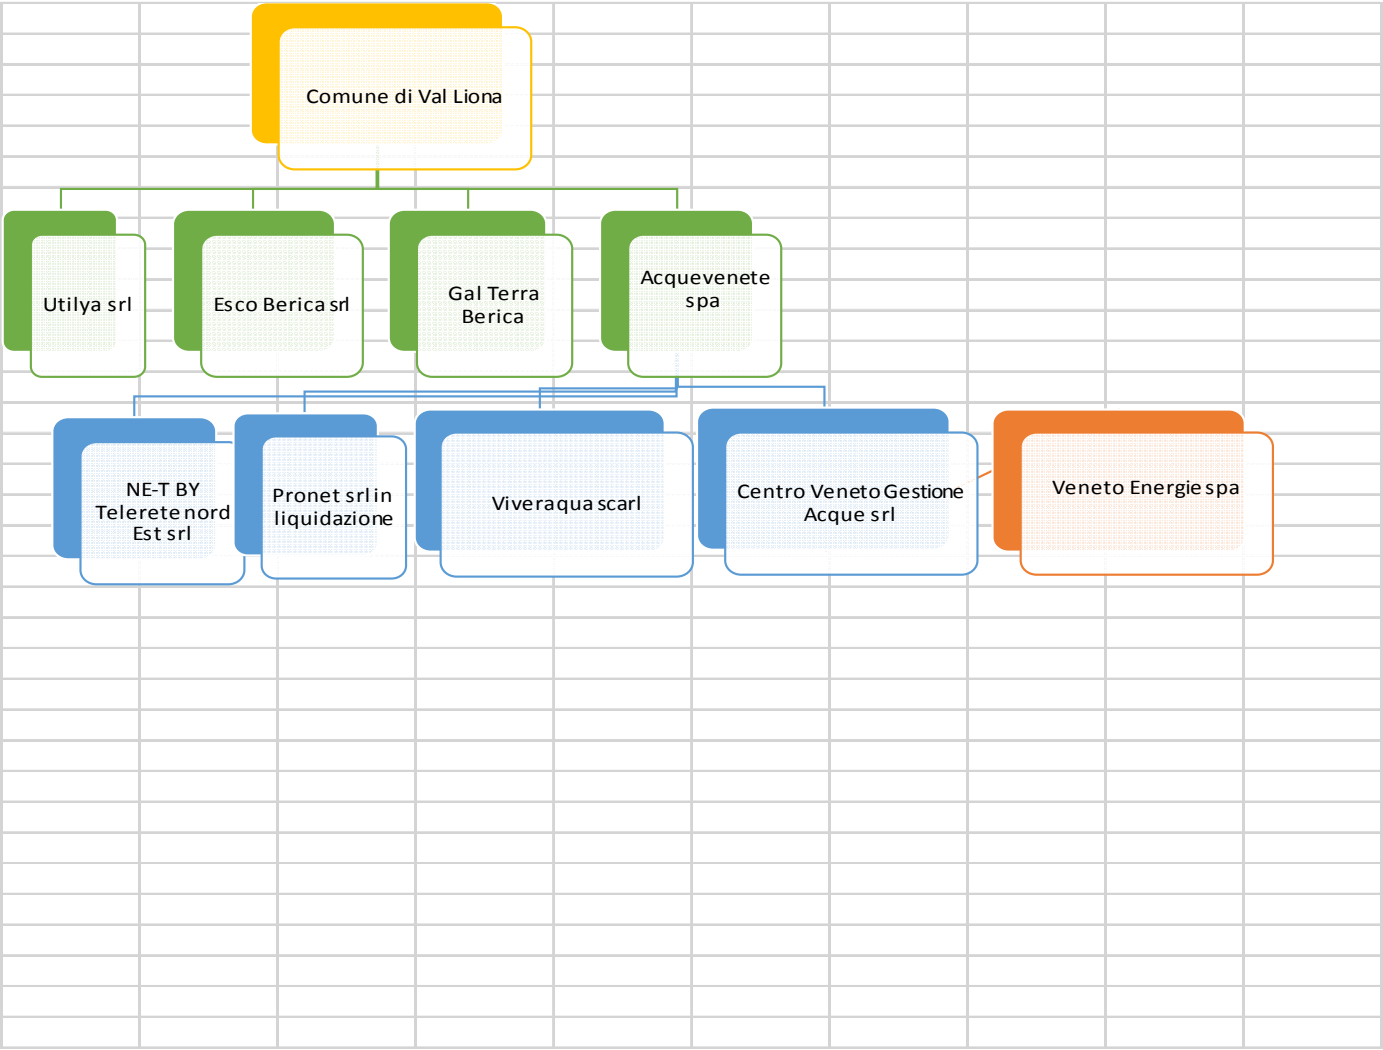 Comune di Val Liona
Utilya srl
Esco Berica srl
Gal Terra
Berica
Acquevenete
spa
NE-T BY
Telerete nord
Est srl
Pronet srl in
liquidazione
Viveraqua scarl
Centro Veneto Gestione
Acque srl
Veneto Energie spa